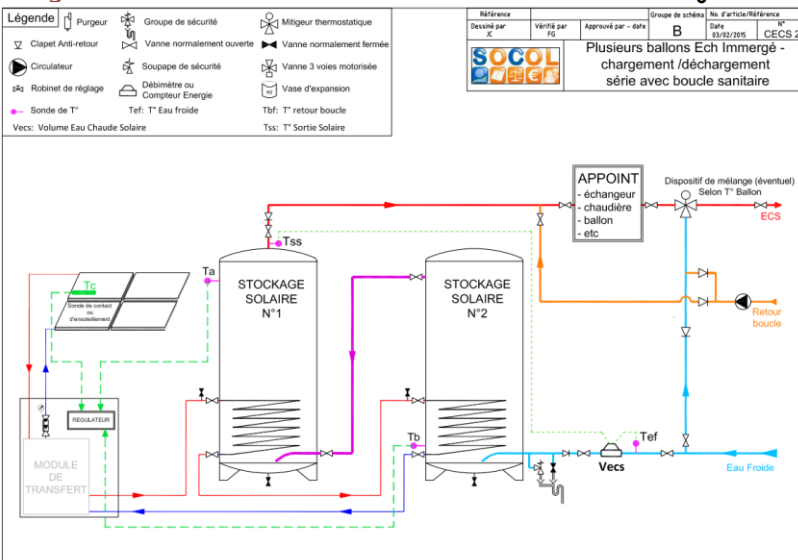 Légende
Purgeur
Groupe de sécurité
Mitigeur thermostatique
Clapet Anti-retour
Vanne normalement ouverte
Vanne normalement fermée
Circulateur
Soupape de sécurité
Vanne 3 voies motorisée
Robinet de réglage
Débimètre ou
Compteur Energie
Vase d'expansion
Sonde de T°
Tef: T° Eau froide
Tbf: T° retour boucle
Vecs: Volume Eau Chaude Solaire
Tss: T° Sortie Solaire
Référence
Groupe de schéma
No. d'article/Référence
Dessiné par
JC
Vérifié par
FG
Approuvé par - date
B
Date
03/02/2015
N°
CECS 2
SOCOL
Plusieurs ballons Ech Immergé -
chargement /déchargement
série avec boucle sanitaire
APPOINT
- échangeur
- chaudière
- ballon
- etc
Dispositif de mélange (éventuel)
Selon T° Ballon
ECS
Tss
Ta
Tc
Sonde de contact
ou
d'ensoleillement
STOCKAGE
SOLAIRE
N°1
STOCKAGE
SOLAIRE
N°2
Retour
boucle
REGULATEUR
MODULE
DE
TRANSFERT
Tb
Tef
Vecs
Eau Froide